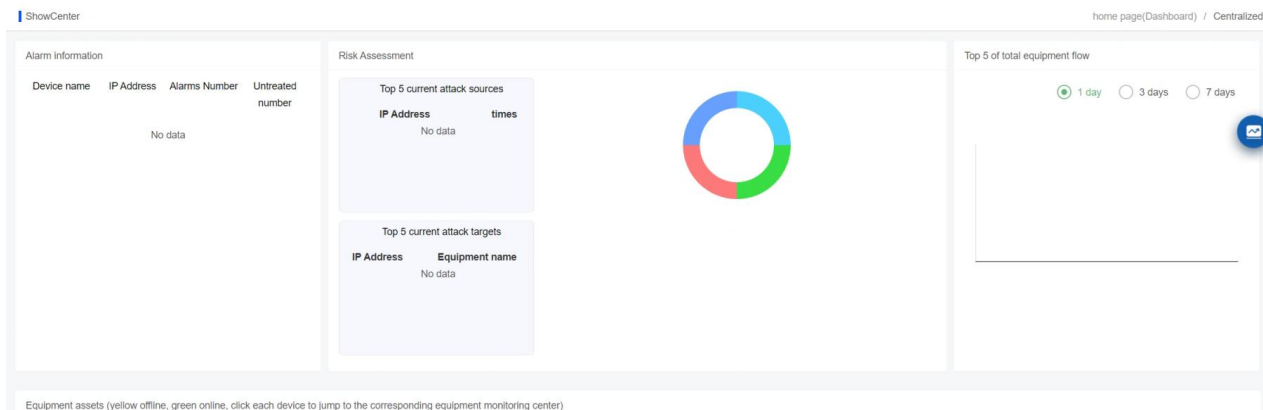 ShowCenter
home page(Dashboard) / Centralized
Alarm information
Device name IP Address Alarms Number Untreated number
No data
Risk Assessment
Top 5 current attack sources
IP Address times
No data
Top 5 current attack targets
IP Address Equipment name
No data
Top 5 of total equipment flow
1 day 3 days 7 days
Equipment assets (yellow offline, green online, click each device to jump to the corresponding equipment monitoring center)